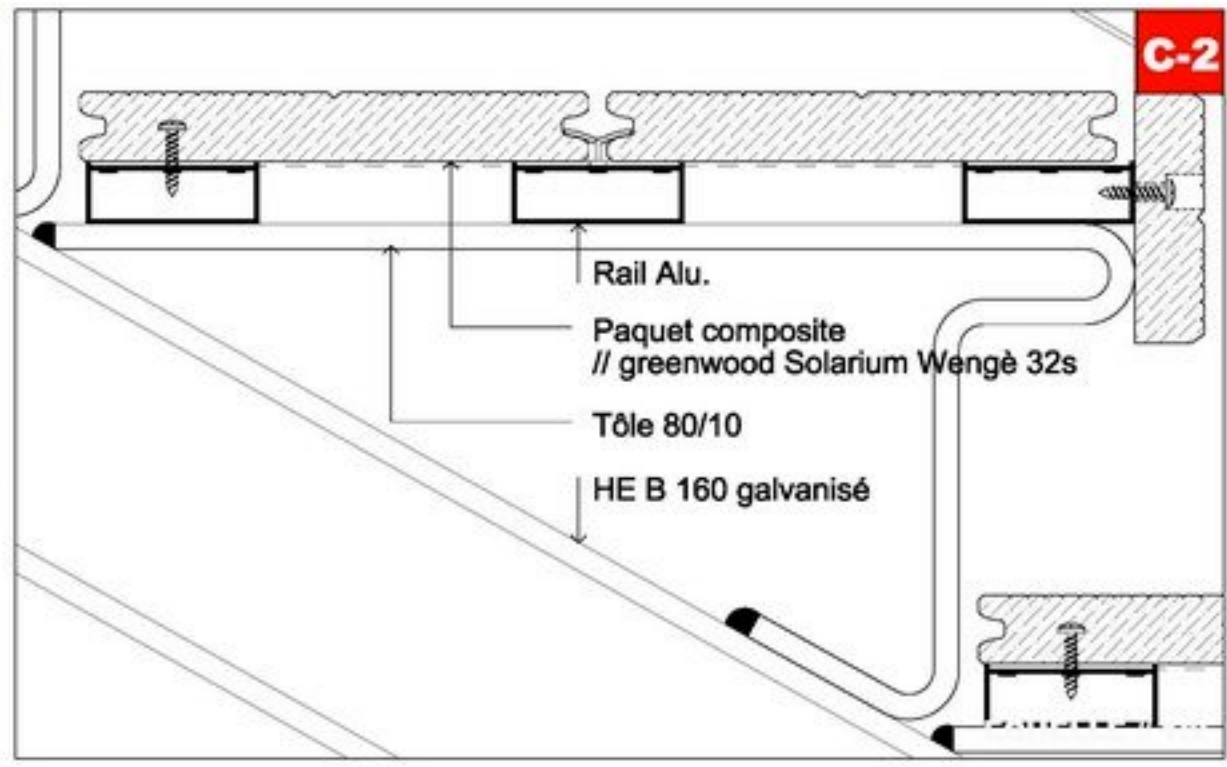 C-2
Rail Alu.
Paquet composite
// greenwood Solarium Wengè 32s
Tôle 80/10
HE B 160 galvanisé